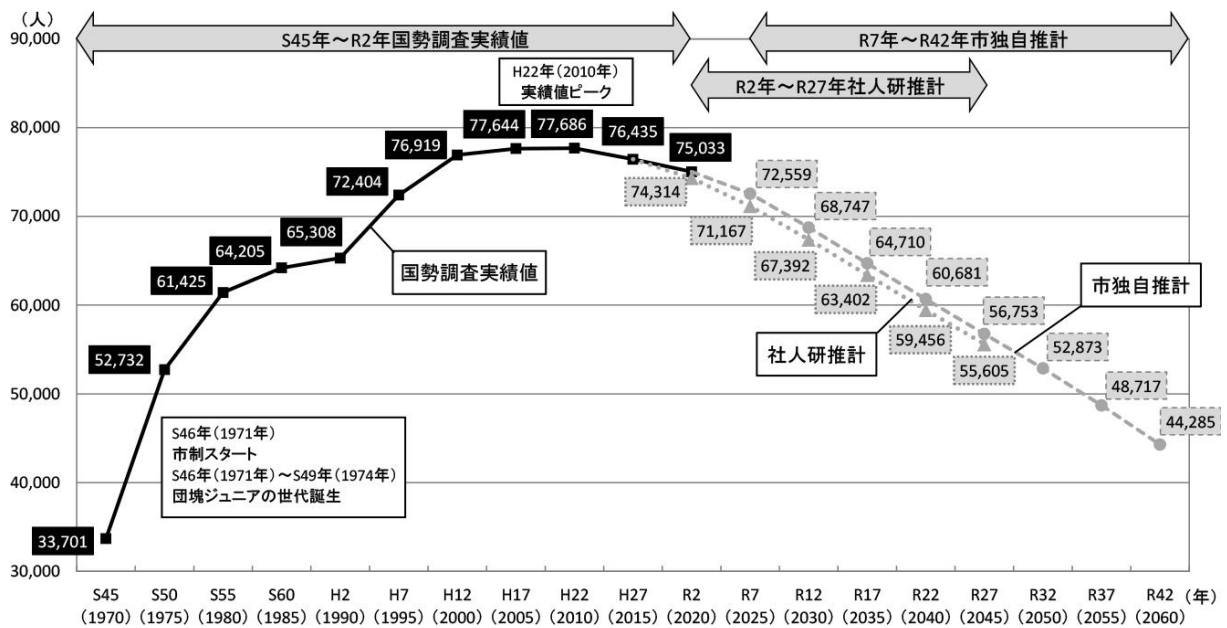 (人)
S45年～R2年国勢調査実績値
R7年～R42年市独自推計
R2年～R27年社人研推計
H22年(2010年)
実績値ピーク
90,000
80,000
70,000
60,000
50,000
40,000
30,000
33,701
52,732
61,425
64,205
65,308
72,404
76,919
77,644
77,686
76,435
75,033
74,314
71,167
67,392
63,402
59,456
55,605
72,559
68,747
64,710
60,681
56,753
52,873
48,717
44,285
国勢調査実績値
社人研推計
市独自推計
S46年(1971年)
市制スタート
S46年(1971年)～S49年(1974年)
団塊ジュニアの世代誕生
S45 S50 S55 S60 H2 H7 H12 H17 H22 H27 R2 R7 R12 R17 R22 R27 R32 R37 R42 (年)
(1970) (1975) (1980) (1985) (1990) (1995) (2000) (2005) (2010) (2015) (2020) (2025) (2030) (2035) (2040) (2045) (2050) (2055) (2060)